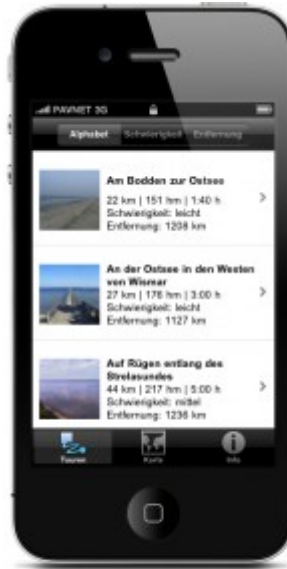 PAVNET 3G
Alphabet Schwierigkeit Entfernung
Am Bodden zur Ostsee
22 km | 151 hm | 1:40 h
Schwierigkeit: leicht
Entfernung: 1208 km
An der Ostsee in den Westen
von Wismar
27 km | 176 hm | 3:00 h
Schwierigkeit: leicht
Entfernung: 1127 km
Auf Rügen entlang des
Strelasundes
44 km | 217 hm | 5:00 h
Schwierigkeit: mittel
Entfernung: 1236 km
Touren Karte Info